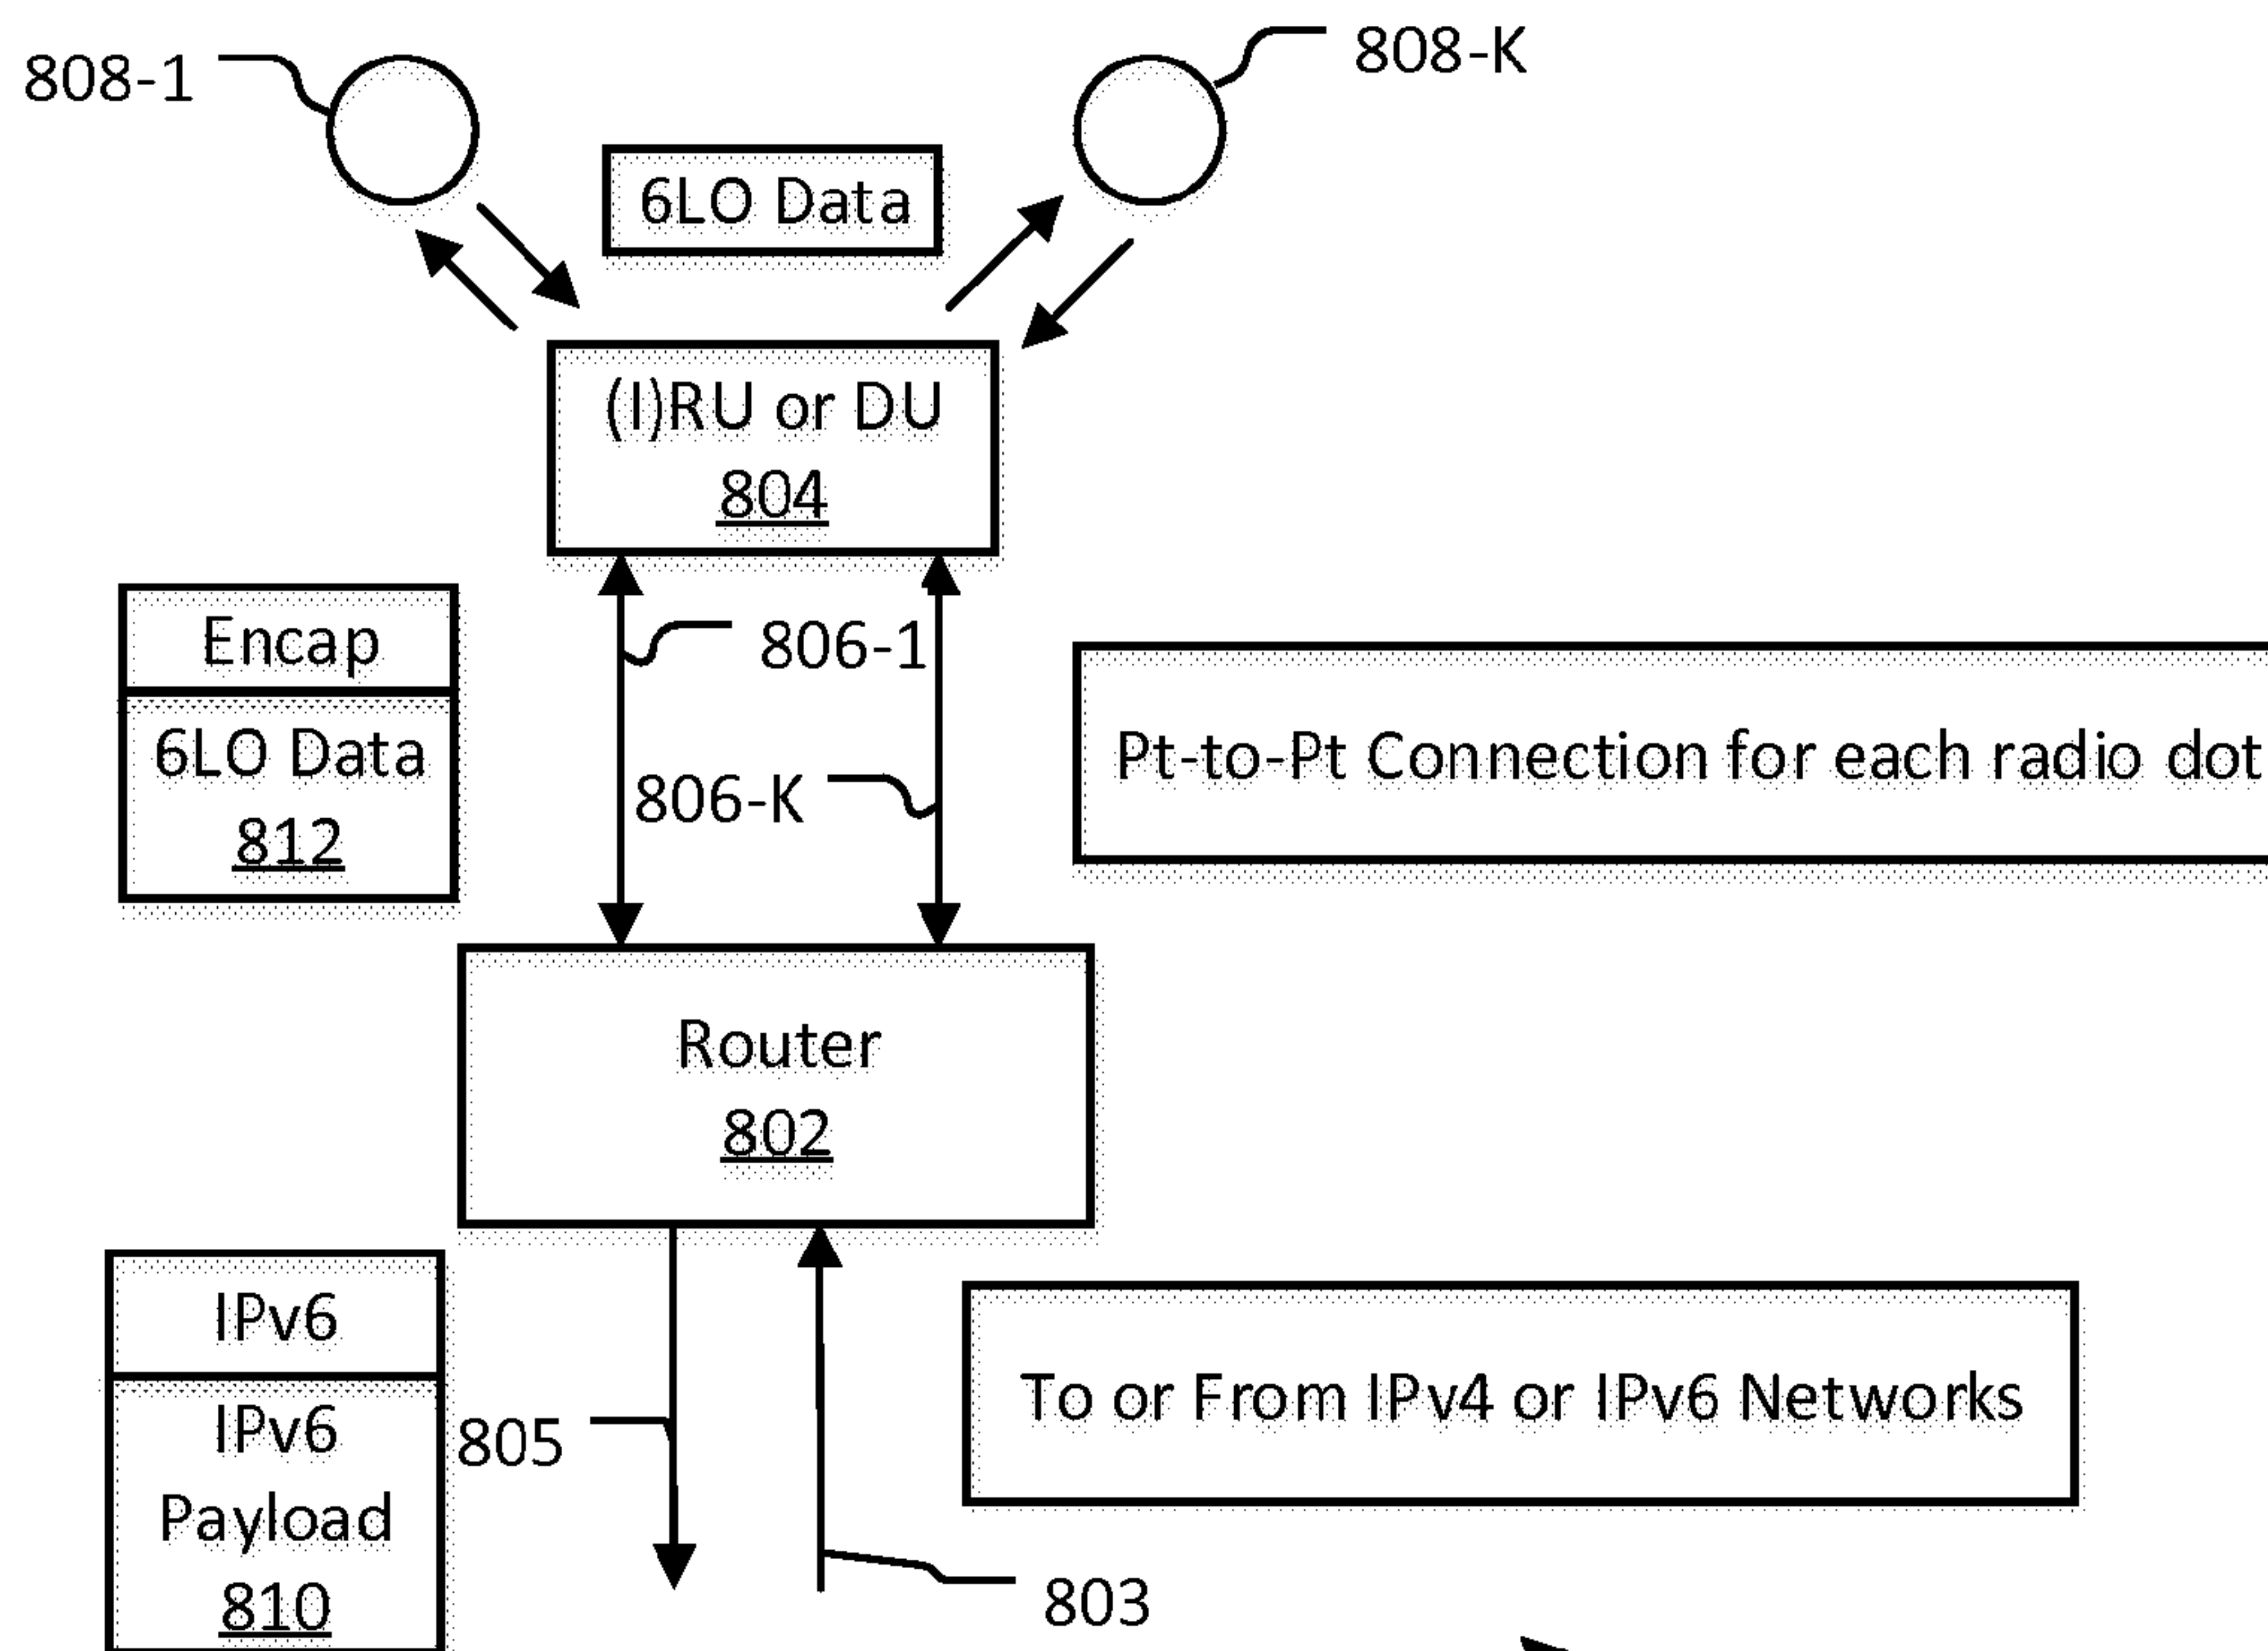 808-1
808-K
6LO Data
(I)RU or DU
804
Encap
6LO Data
812
806-1
806-K
Pt-to-Pt Connection for each radio dot
Router
802
IPv6
IPv6
Payload
810
805
To or From IPv4 or IPv6 Networks
803